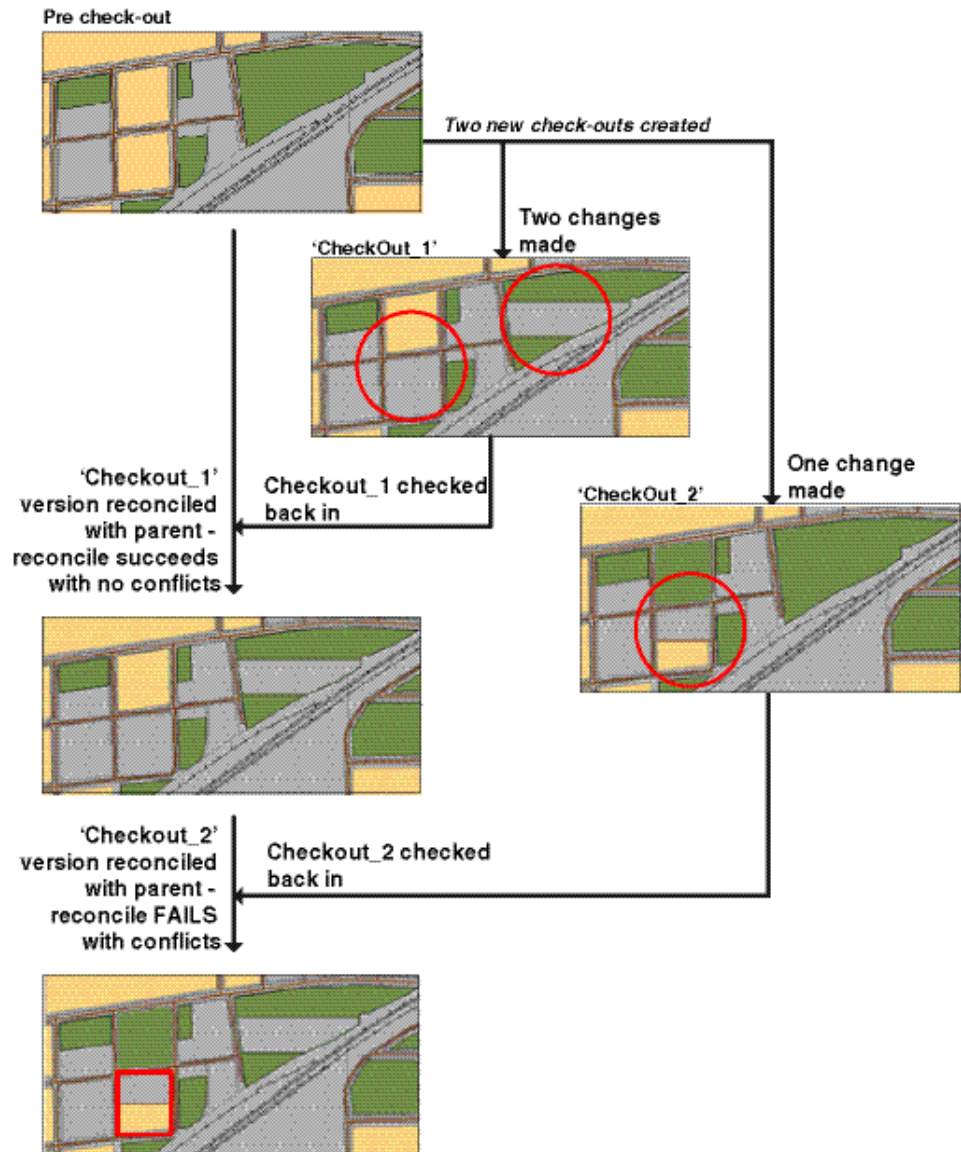 Pre check-out
Two new check-outs created
Two changes
made
'CheckOut_1'
'Checkout_1'
version reconciled
with parent -
reconcile succeeds
with no conflicts
Checkout_1 checked
back in
One change
made
'CheckOut_2'
'Checkout_2'
version reconciled
with parent -
reconcile FAILS
with conflicts
Checkout_2 checked
back in